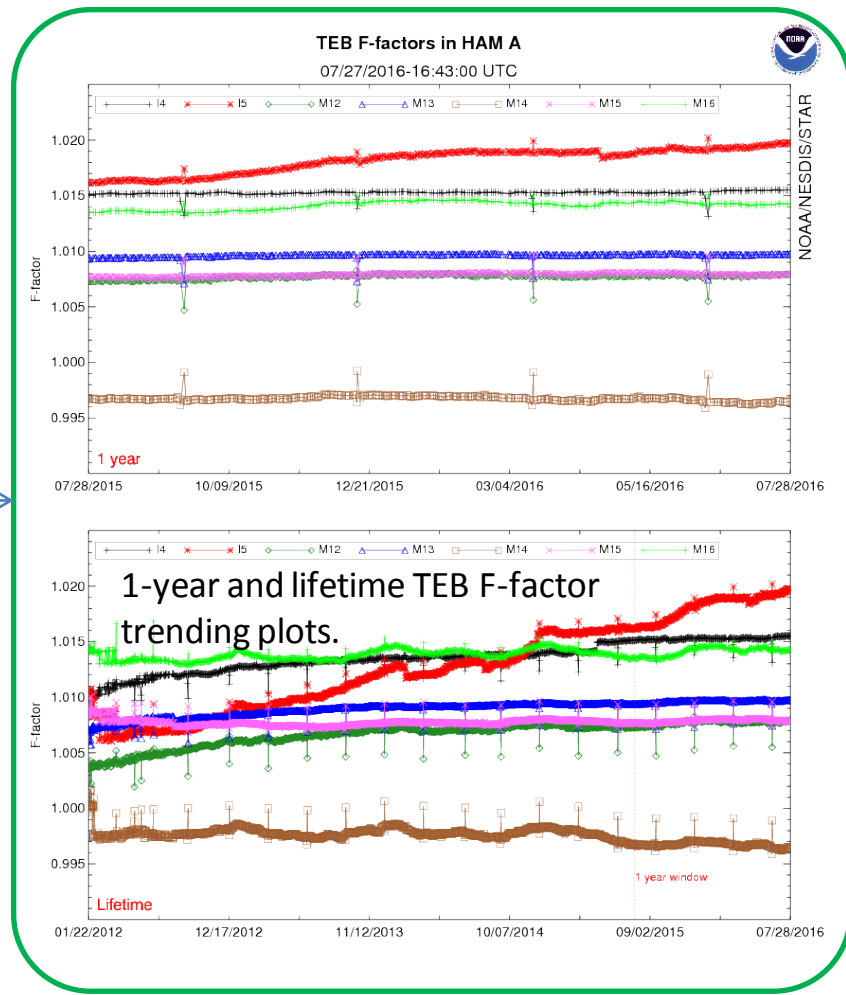 TEB F-factors in HAM A
07/27/2016-16:43:00 UTC
NOAA
NOAA/NESDIS/STAR
I4 I5 M12 M13 M14 M15 M16
1.020
1.015
1.010
1.005
1.000
0.995
F-factor
1 year
07/28/2015 10/09/2015 12/21/2015 03/04/2016 05/16/2016 07/28/2016
I4 I5 M12 M13 M14 M15 M16
1-year and lifetime TEB F-factor
trending plots.
1.020
1.015
1.010
1.005
1.000
0.995
F-factor
1 year window
Lifetime
01/22/2012 12/17/2012 11/12/2013 10/07/2014 09/02/2015 07/28/2016